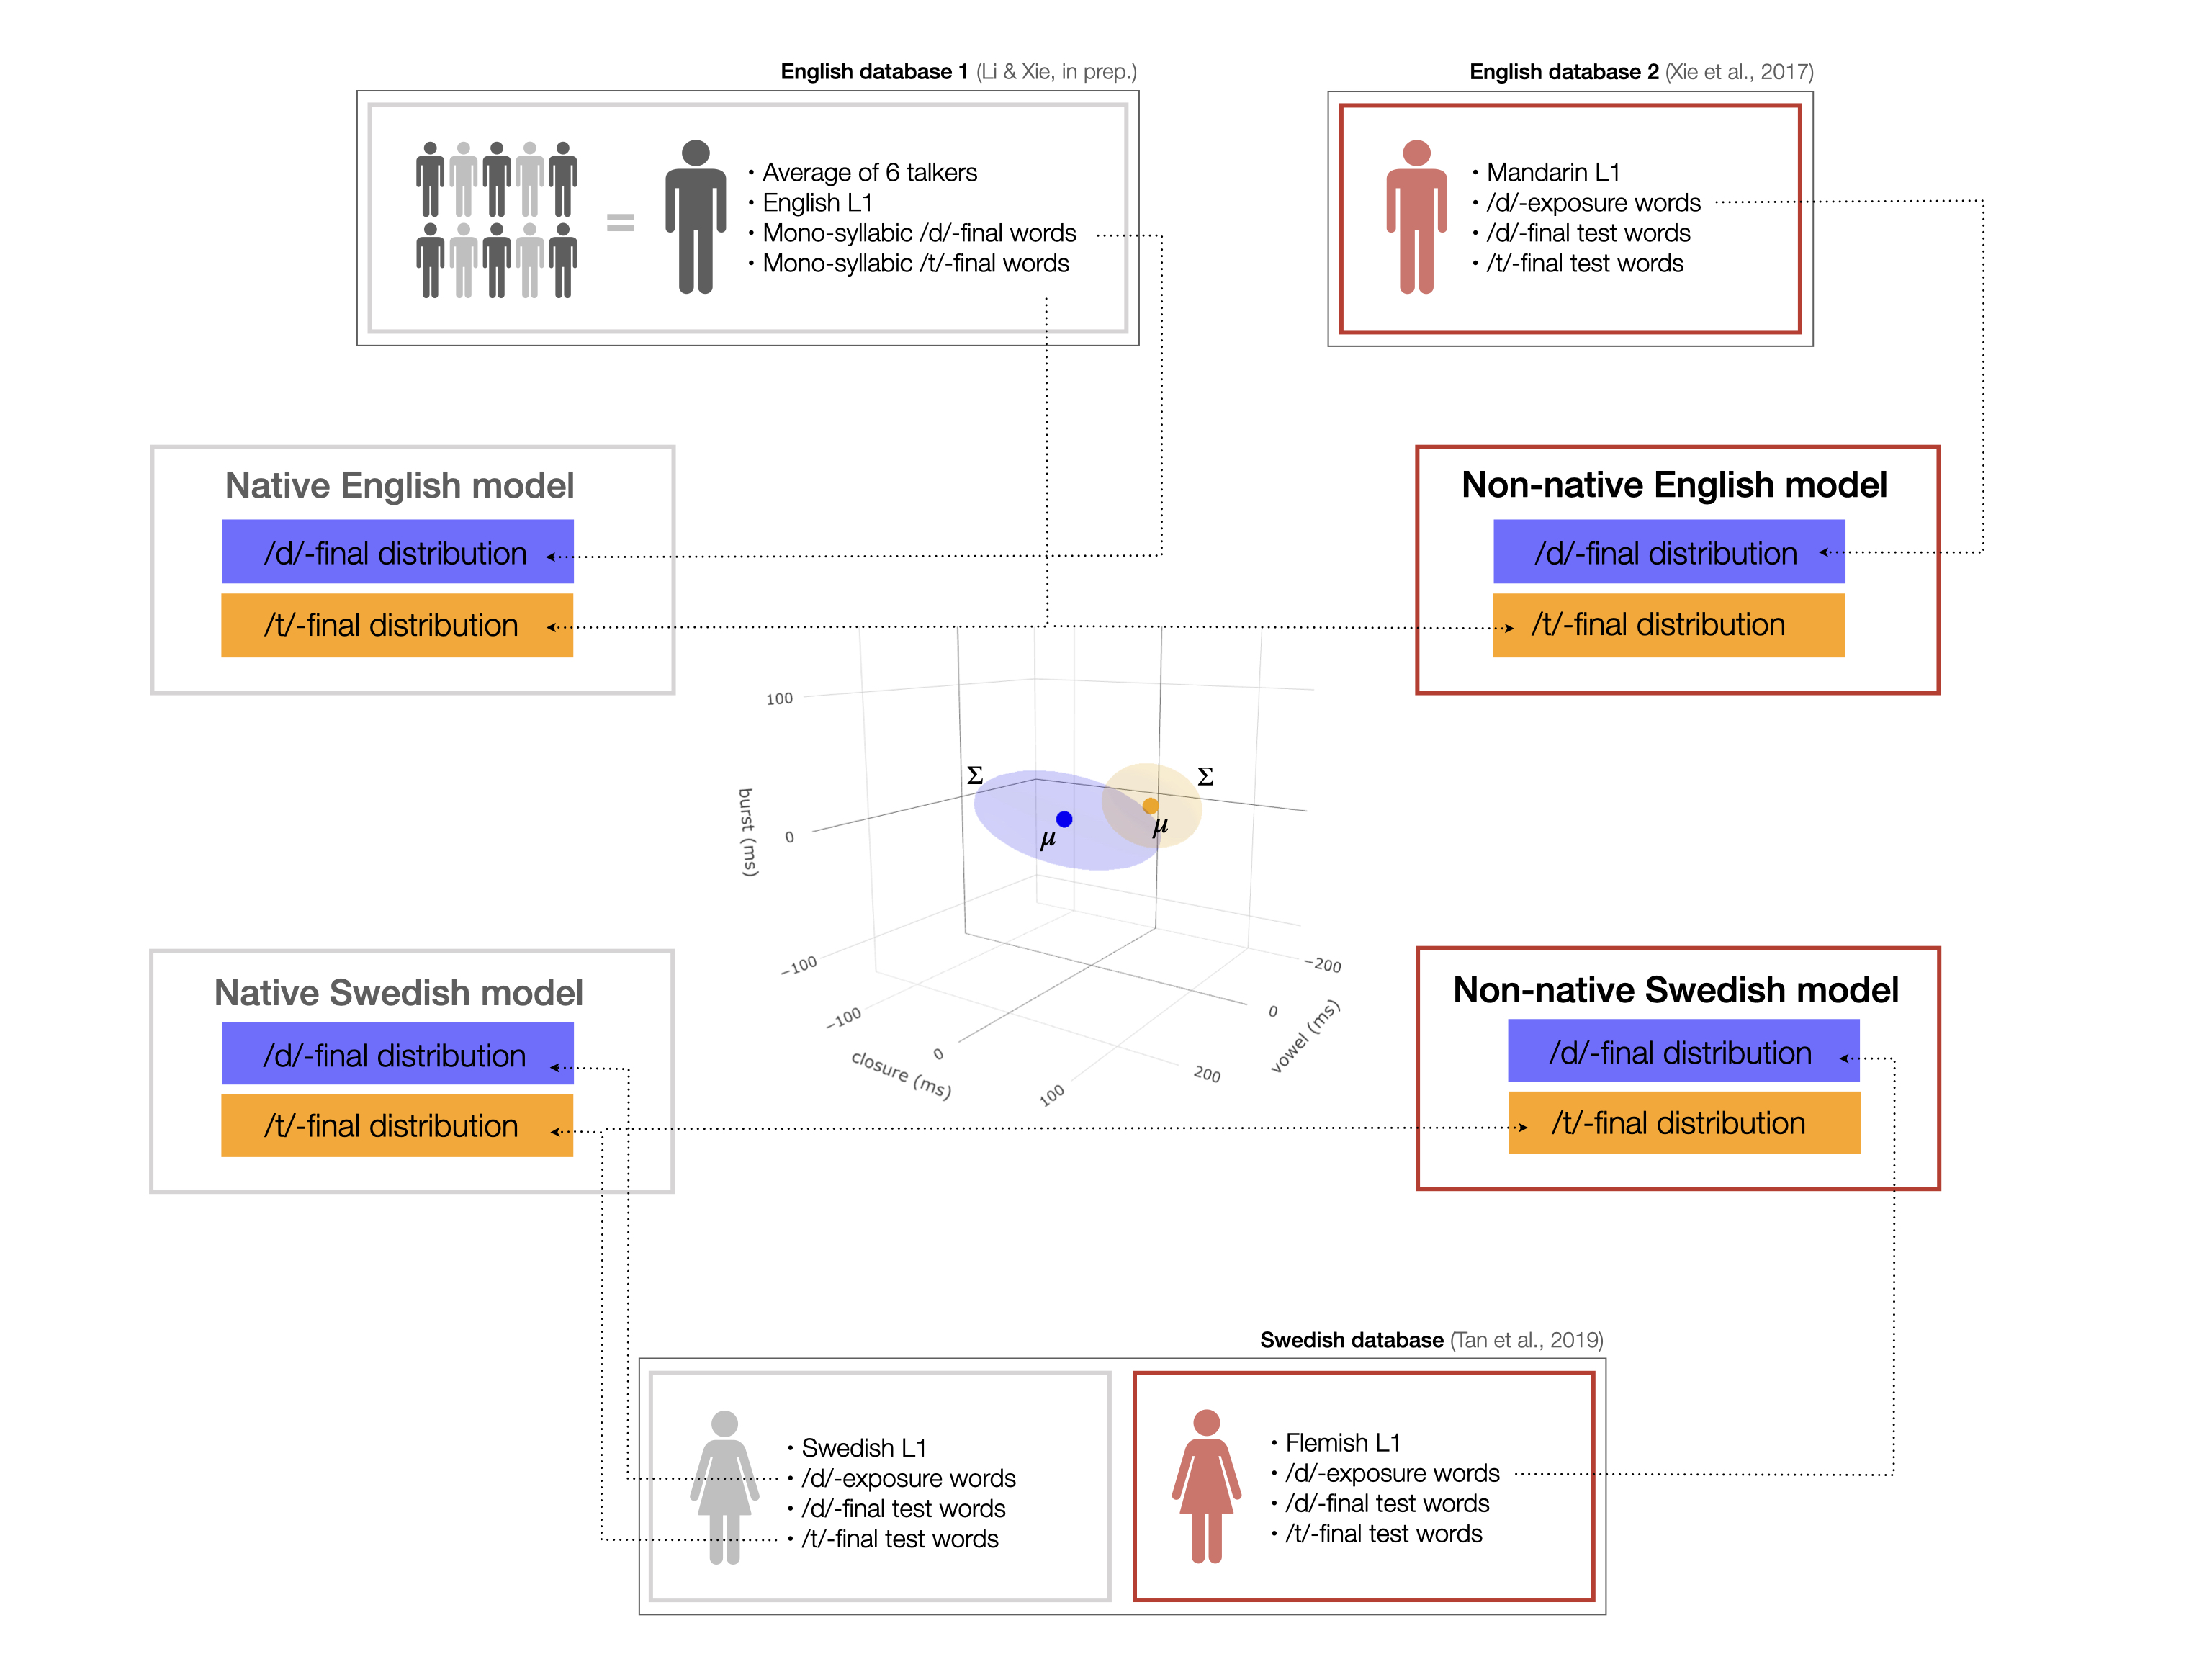 English database 1 (Li & Xie, in prep.)
• Average of 6 talkers
• English L1
• Mono-syllabic /d/-final words
• Mono-syllabic /t/-final words
=
English database 2 (Xie et al., 2017)
• Mandarin L1
• /d/-exposure words
• /d/-final test words
• /t/-final test words
Native English model
/d/-final distribution
/t/-final distribution
Non-native English model
/d/-final distribution
/t/-final distribution
100
0
−100
burst (ms)
Σ
Σ
μ
μ
−100
0
100
closure (ms)
−200
0
200
vowel (ms)
Native Swedish model
/d/-final distribution
/t/-final distribution
Non-native Swedish model
/d/-final distribution
/t/-final distribution
Swedish database (Tan et al., 2019)
• Swedish L1
• /d/-exposure words
• /d/-final test words
• /t/-final test words
• Flemish L1
• /d/-exposure words
• /d/-final test words
• /t/-final test words